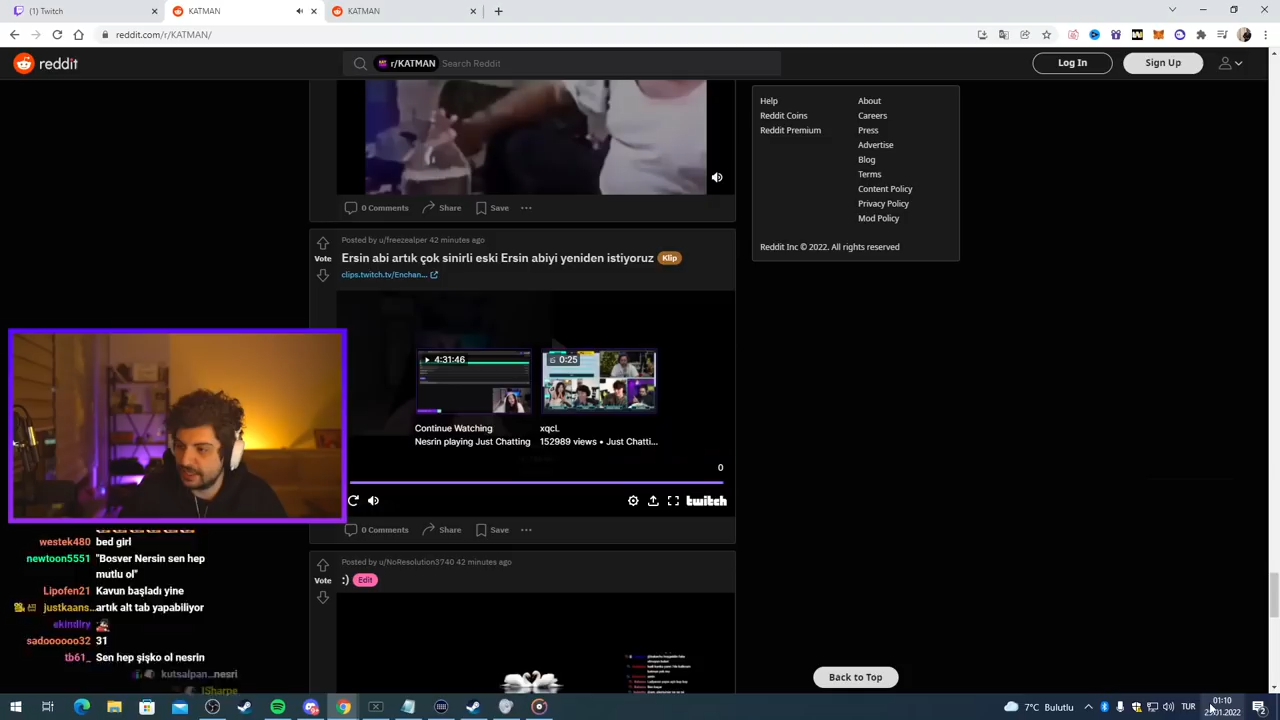 (1) Twitch
KATMAN
KATMAN
reddit.com/r/KATMAN/
reddit
r/KATMAN Search Reddit
Log In
Sign Up
Help
About
Reddit Coins
Careers
Reddit Premium
Press
Advertise
Blog
Terms
Content Policy
Privacy Policy
Mod Policy
Reddit Inc © 2022. All rights reserved
0 Comments Share Save
Posted by u/freezealper 42 minutes ago
Vote
Ersin abi artık çok sinirli eski Ersin abiyi yeniden istiyoruz Klip
clips.twitch.tv/Enchan...
4:31:46
0:25
Continue Watching
Nesrin playing Just Chatting
xqcL
152989 views • Just Chatti...
0
twitch
0 Comments Share Save
Posted by u/NoResolution3740 42 minutes ago
Vote
:) Edit
westek480 bed girl
newtoon5551 "Bosver Nersin sen hep
mutlu ol"
Lipofen21 Kavun başladı yine
justkaans... artık alt tab yapabiliyor
ekindiry :
sadoooooo32 31
tb61_ Sen hep şişko ol nesrin
kutsalpan... nesri
ISharpe
Back to Top
7°C Bulutlu
TUR
01:10
25.01.2022
2